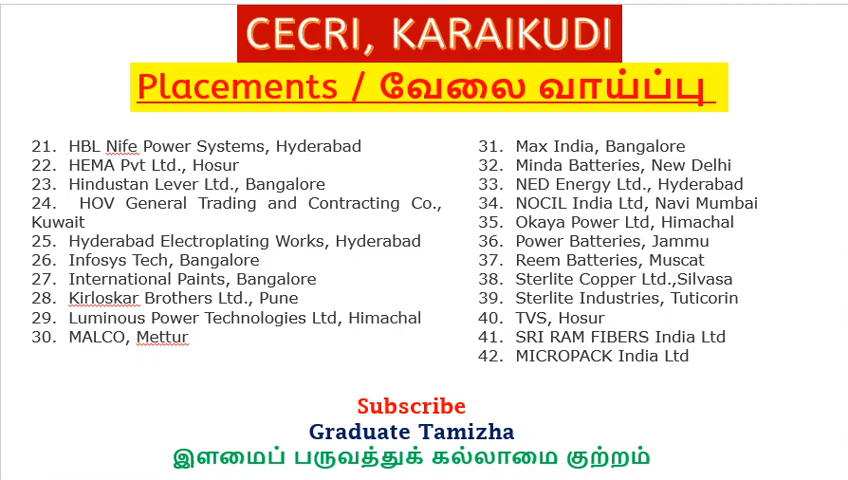 CECRI, KARAIKUDI
Placements / வேலை வாய்ப்பு
21. HBL Nife Power Systems, Hyderabad
22. HEMA Pvt Ltd., Hosur
23. Hindustan Lever Ltd., Bangalore
24. HOV General Trading and Contracting Co.,
Kuwait
25. Hyderabad Electroplating Works, Hyderabad
26. Infosys Tech, Bangalore
27. International Paints, Bangalore
28. Kirloskar Brothers Ltd., Pune
29. Luminous Power Technologies Ltd, Himachal
30. MALCO, Mettur
31. Max India, Bangalore
32. Minda Batteries, New Delhi
33. NED Energy Ltd., Hyderabad
34. NOCIL India Ltd, Navi Mumbai
35. Okaya Power Ltd, Himachal
36. Power Batteries, Jammu
37. Reem Batteries, Muscat
38. Sterlite Copper Ltd.,Silvasa
39. Sterlite Industries, Tuticorin
40. TVS, Hosur
41. SRI RAM FIBERS India Ltd
42. MICROPACK India Ltd
Subscribe
Graduate Tamizha
இளமைப் பருவத்துக் கல்லாமை குற்றம்